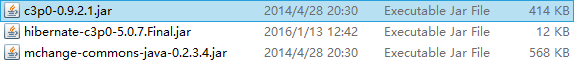 c3p0-0.9.2.1.jar 2014/4/28 20:30 Executable Jar File 414 KB
hibernate-c3p0-5.0.7.Final.jar 2016/1/13 12:42 Executable Jar File 12 KB
mchange-commons-java-0.2.3.4.jar 2014/4/28 20:30 Executable Jar File 568 KB